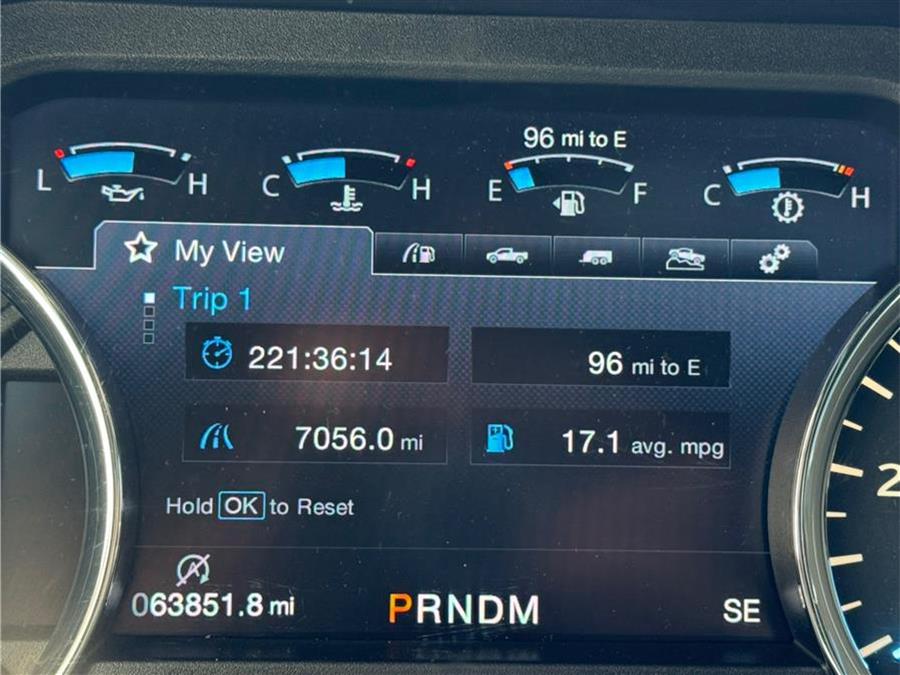 96 mi to E
L H C H E F C H
My View
Trip 1
221:36:14 96 mi to E
7056.0 mi 17.1 avg. mpg
Hold OK to Reset
A
063851.8 mi PRNDM SE
2